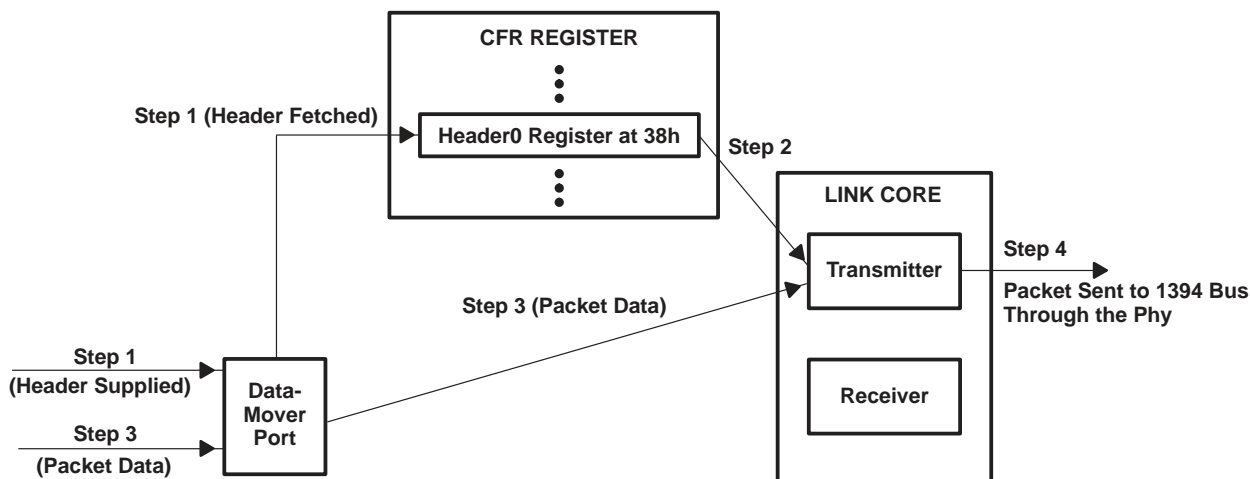 CFR REGISTER
Step 1 (Header Fetched)
Header0 Register at 38h
Step 2
LINK CORE
Transmitter
Step 4
Packet Sent to 1394 Bus
Through the Phy
Step 3 (Packet Data)
Step 1
(Header Supplied)
Data-
Mover
Port
Receiver
Step 3
(Packet Data)